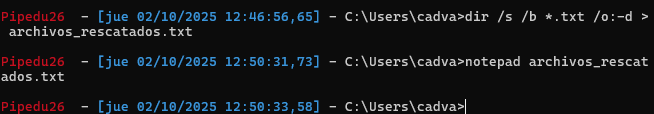 Pipedu26  - [jue 02/10/2025 12:46:56,65] - C:\Users\cadva>dir /s /b *.txt /o:-d >
 archivos_rescatados.txt
Pipedu26  - [jue 02/10/2025 12:50:31,73] - C:\Users\cadva>notepad archivos_rescat
ados.txt
Pipedu26  - [jue 02/10/2025 12:50:33,58] - C:\Users\cadva>